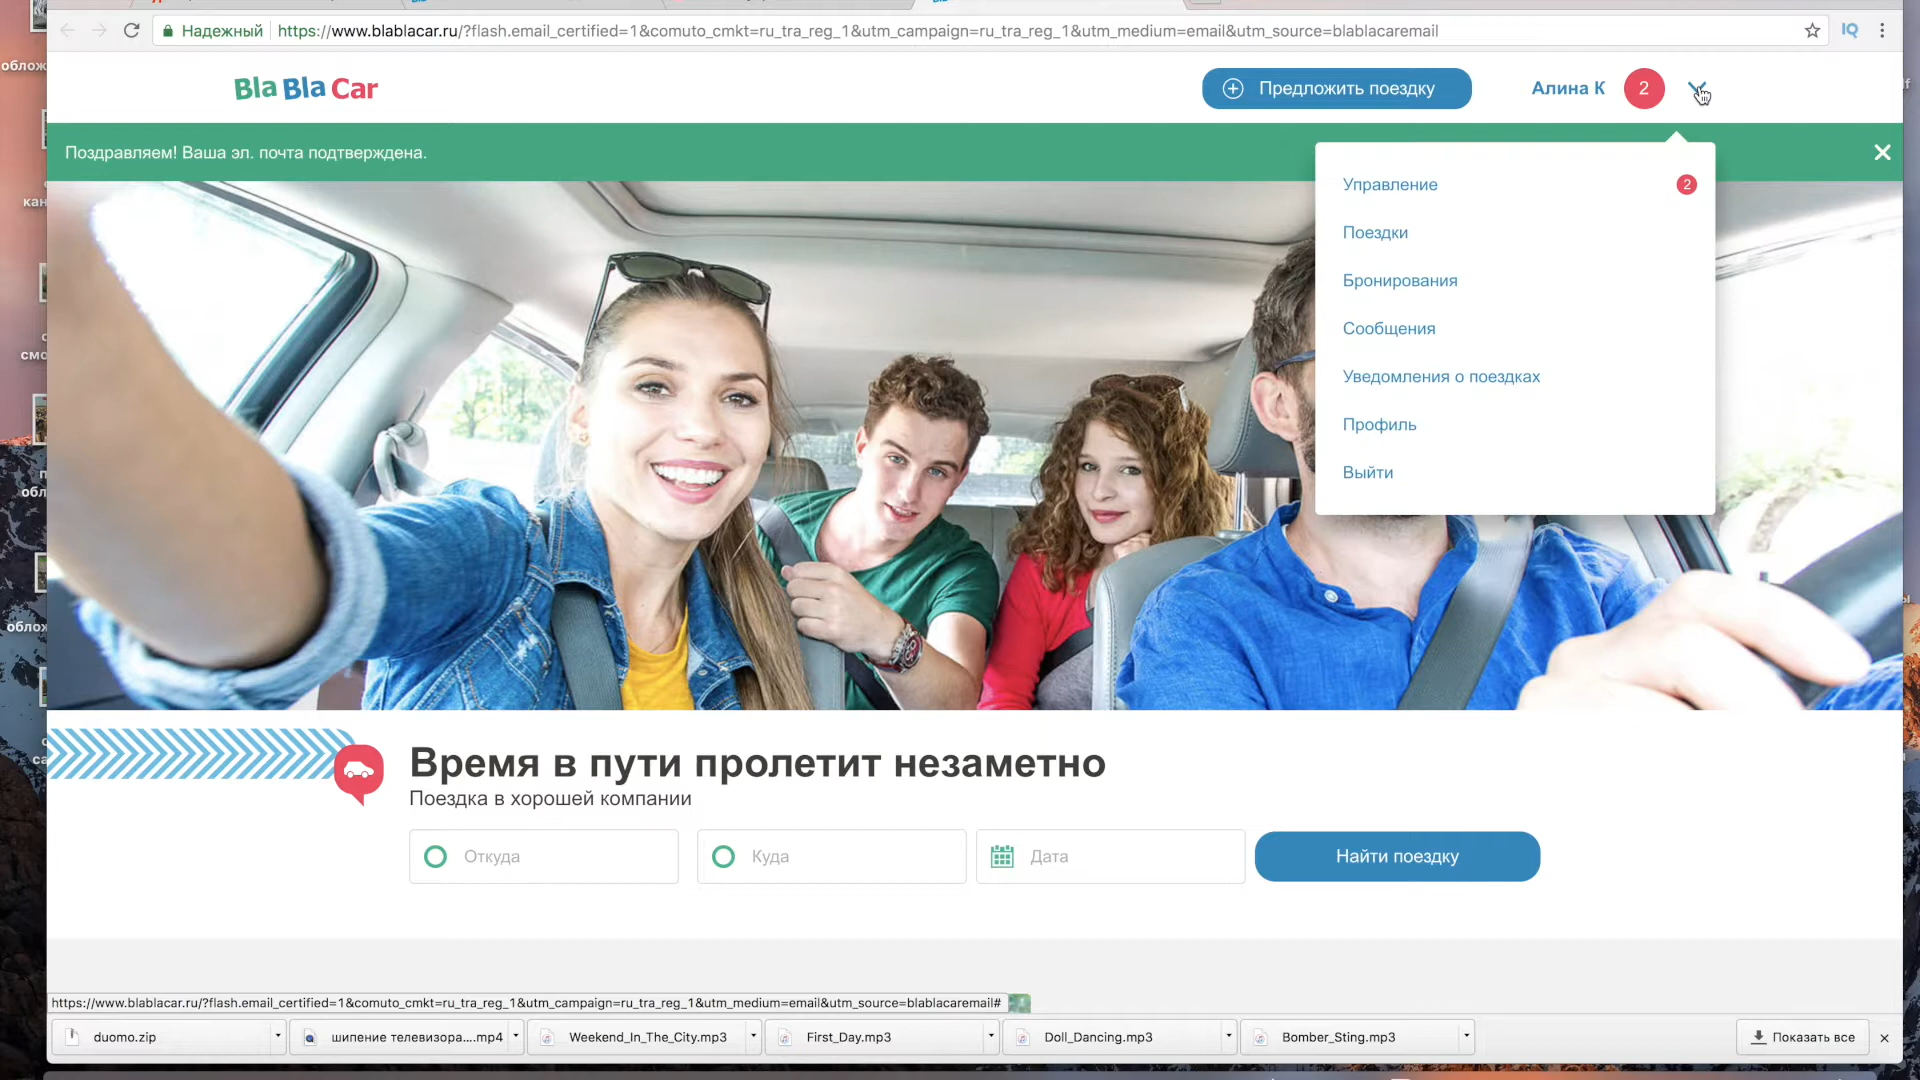 Надежный https://www.blablacar.ru/?flash.email_certified=1&comuto_cmkt=ru_tra_reg_1&utm_campaign=ru_tra_reg_1&utm_medium=email&utm_source=blablacaremail
IQ
Bla Bla Car
Предложить поездку
Алина К
2
Поздравляем! Ваша эл. почта подтверждена.
Управление
2
Поездки
Бронирования
Сообщения
Уведомления о поездках
Профиль
Выйти
Время в пути пролетит незаметно
Поездка в хорошей компании
Откуда
Куда
Дата
Найти поездку
https://www.blablacar.ru/?flash.email_certified=1&comuto_cmkt=ru_tra_reg_1&utm_campaign=ru_tra_reg_1&utm_medium=email&utm_source=blablacaremail#
duomo.zip
шипение телевизора....mp4
Weekend_In_The_City.mp3
First_Day.mp3
Doll_Dancing.mp3
Bomber_Sting.mp3
Показать все